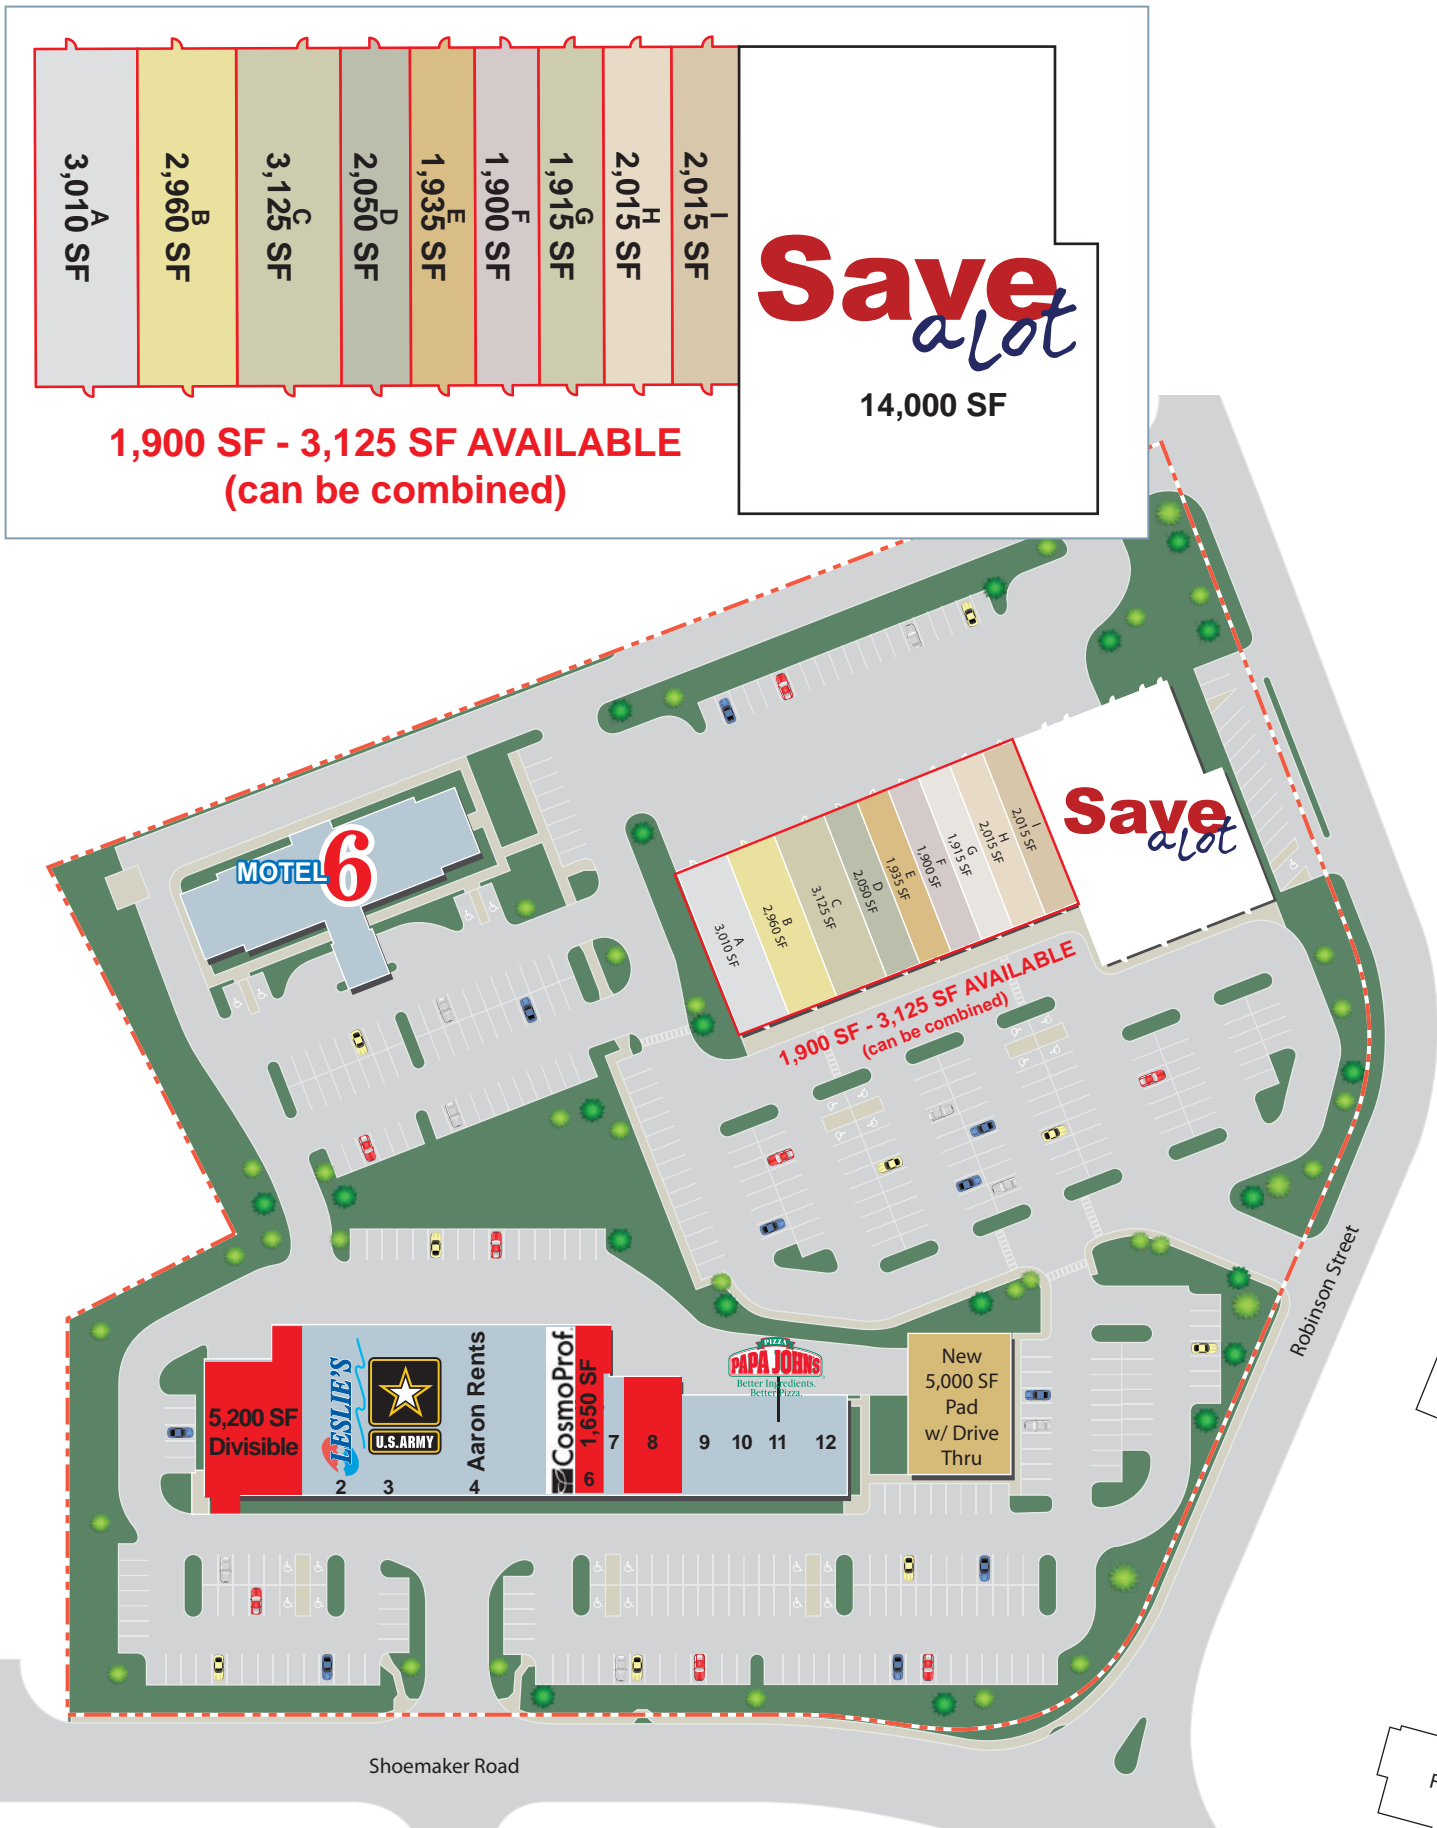 A
3,010 SF
B
2,960 SF
C
3,125 SF
D
2,050 SF
E
1,935 SF
F
1,900 SF
G
1,915 SF
H
2,015 SF
I
2,015 SF
Save
a Lot
14,000 SF
1,900 SF - 3,125 SF AVAILABLE
(can be combined)
MOTEL 6
A
3,010 SF
B
2,960 SF
C
3,125 SF
D
2,050 SF
E
1,935 SF
F
1,900 SF
G
1,915 SF
H
2,015 SF
I
2,015 SF
Save
a Lot
1,900 SF - 3,125 SF AVAILABLE
(can be combined)
Robinson Street
5,200 SF
Divisible
LESLIE'S
2
U.S.ARMY
3
Aaron Rents
4
CosmoProf.
1,650 SF
6
7
8
9
10
11
12
PIZZA
PAPA JOHN'S
Better Ingredients.
Better Pizza.
New
5,000 SF
Pad
w/ Drive
Thru
Shoemaker Road